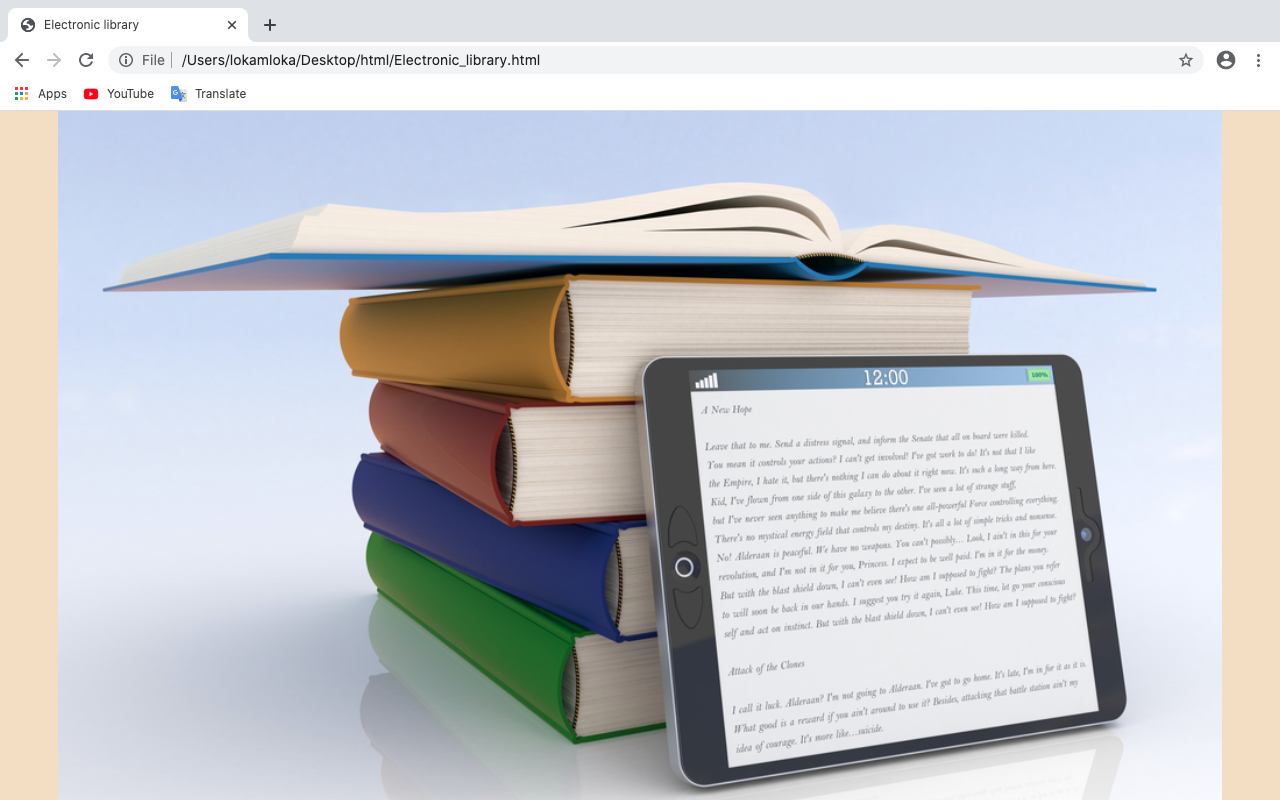 Electronic library
File
/Users/lokamloka/Desktop/html/Electronic_library.html
Apps
YouTube
Translate
12:00
100%
A New Hope
Leave that to me. Send a distress signal, and inform the Senate that all on board were killed.
You mean it controls your actions? I can't get involved! I've got work to do! It's not that I like
the Empire, I hate it, but there's nothing I can do about it right now. It's such a long way from here.
Kid, I've flown from one side of this galaxy to the other. I've seen a lot of strange stuff,
but I've never seen anything to make me believe there's one all-powerful Force controlling everything.
There's no mystical energy field that controls my destiny. It's all a lot of simple tricks and nonsense.
No! Alderaan is peaceful. We have no weapons. You can't possibly… Look, I ain't in this for your
revolution, and I'm not in it for you, Princess. I expect to be well paid. I'm in it for the money.
But with the blast shield down, I can't even see! How am I supposed to fight? The plans you refer
to will soon be back in our hands. I suggest you try it again, Luke. This time, let go your conscious
self and act on instinct. But with the blast shield down, I can't even see! How am I supposed to fight?
Attack of the Clones
I call it luck. Alderaan? I'm not going to Alderaan. I've got to go home. It's late, I'm in for it as it is.
What good is a reward if you ain't around to use it? Besides, attacking that battle station ain't my
idea of courage. It's more like…suicide.